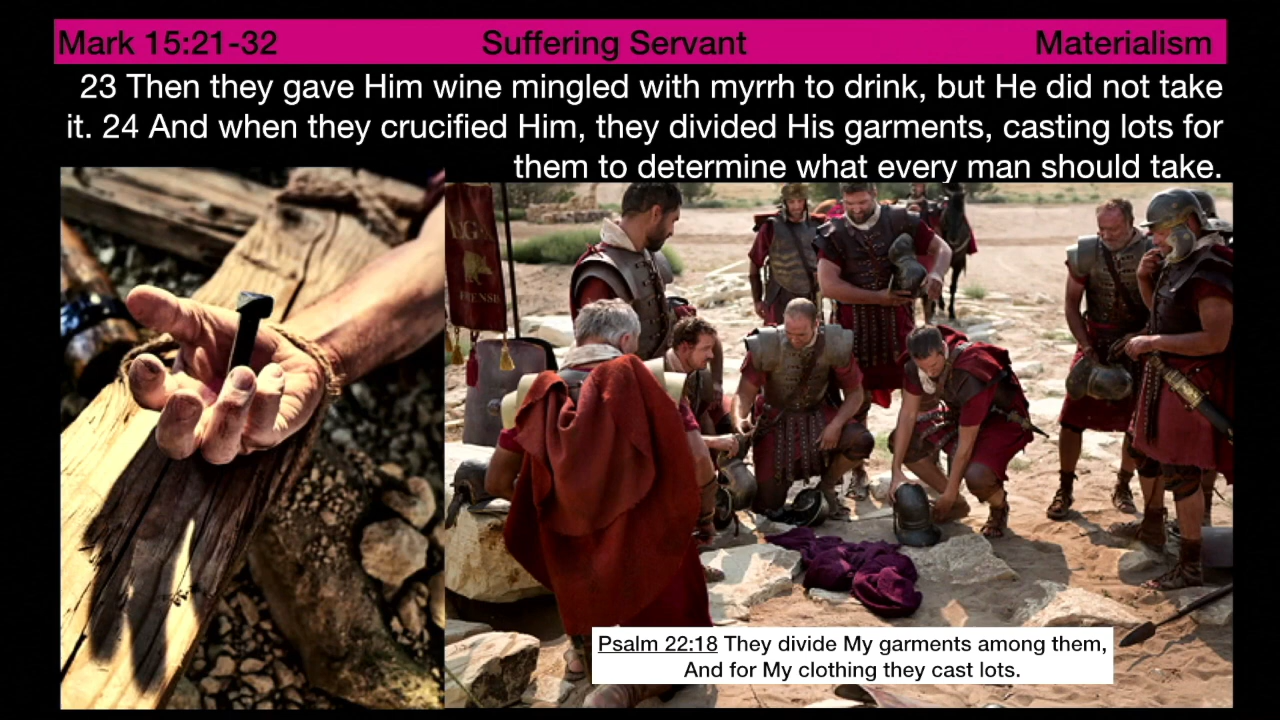 Mark 15:21-32 Suffering Servant Materialism
23 Then they gave Him wine mingled with myrrh to drink, but He did not take
it. 24 And when they crucified Him, they divided His garments, casting lots for
them to determine what every man should take.
Psalm 22:18 They divide My garments among them,
And for My clothing they cast lots.